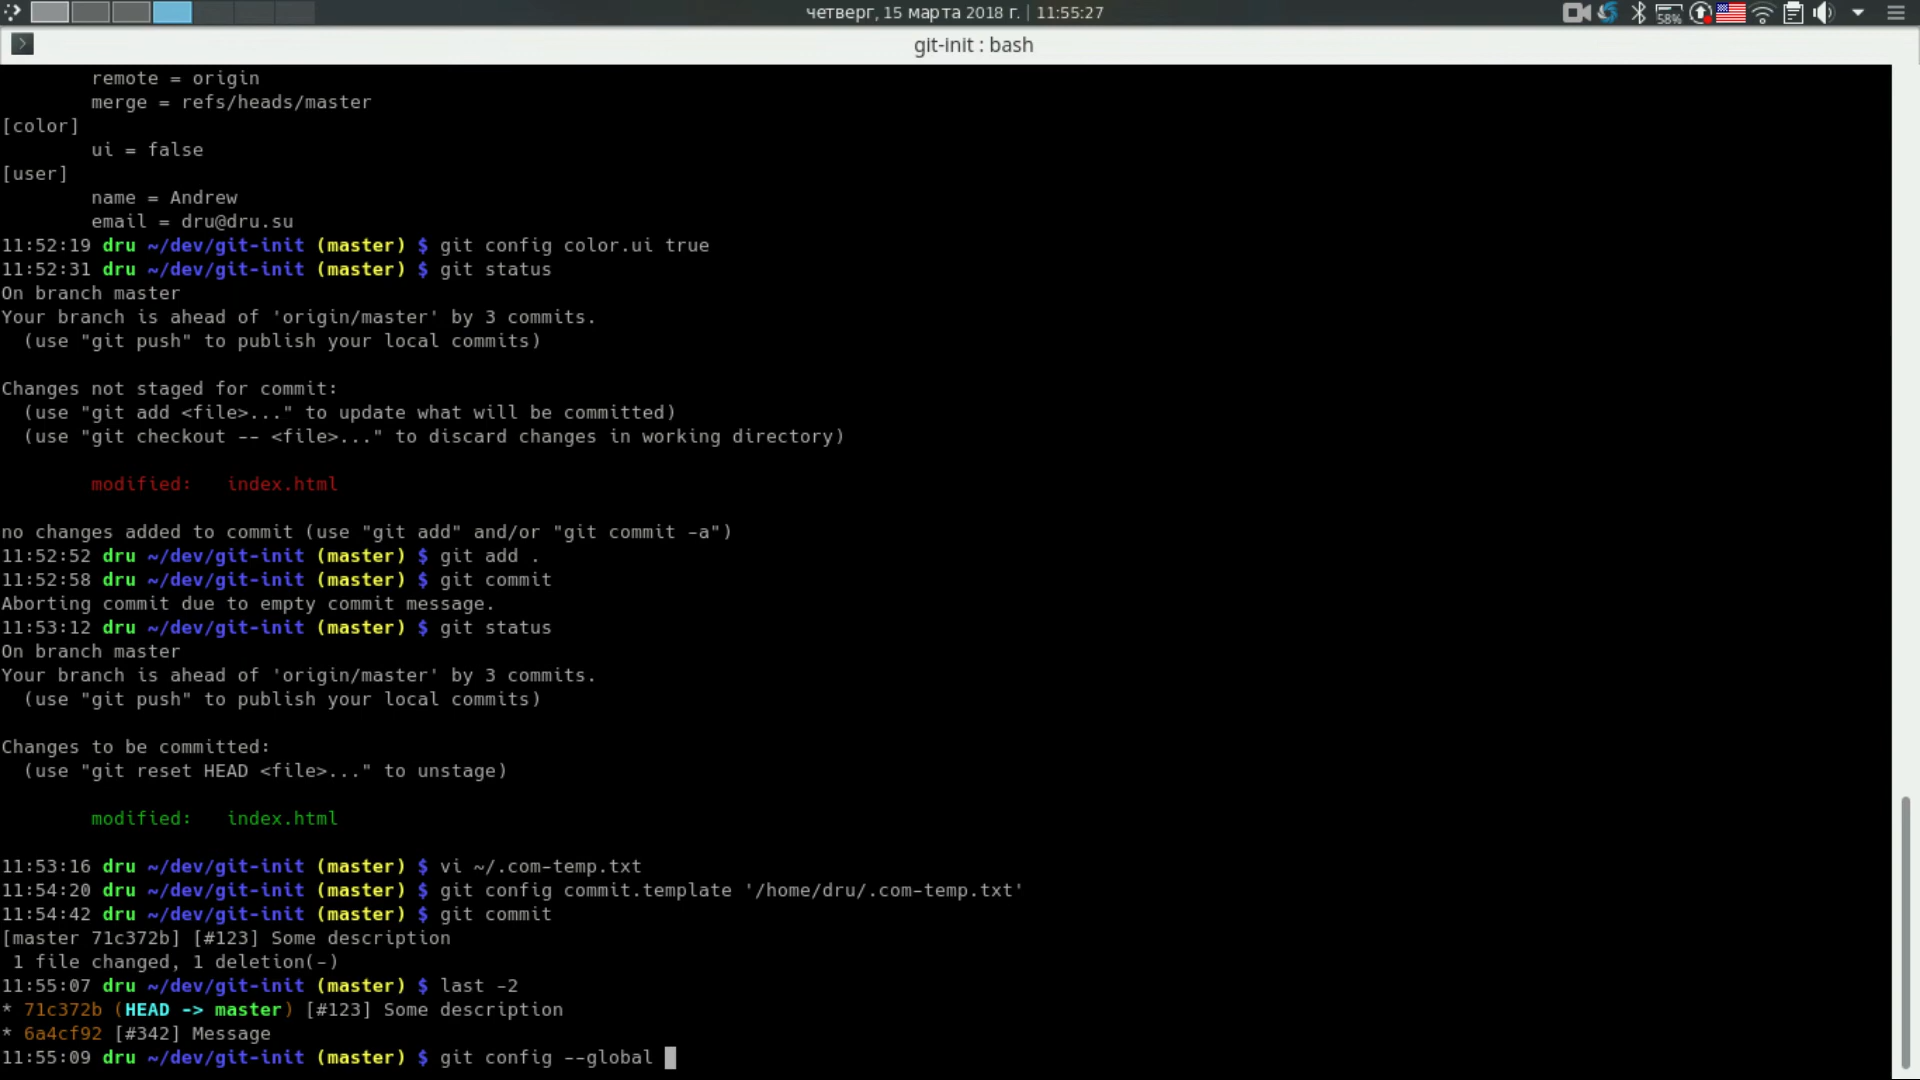 четверг, 15 марта 2018 г. | 11:55:27
58%
git-init : bash
remote = origin
merge = refs/heads/master
[color]
ui = false
[user]
name = Andrew
email = dru@dru.su
11:52:19 dru ~/dev/git-init (master) $ git config color.ui true
11:52:31 dru ~/dev/git-init (master) $ git status
On branch master
Your branch is ahead of 'origin/master' by 3 commits.
(use "git push" to publish your local commits)
Changes not staged for commit:
(use "git add <file>..." to update what will be committed)
(use "git checkout -- <file>..." to discard changes in working directory)
modified:   index.html
no changes added to commit (use "git add" and/or "git commit -a")
11:52:52 dru ~/dev/git-init (master) $ git add .
11:52:58 dru ~/dev/git-init (master) $ git commit
Aborting commit due to empty commit message.
11:53:12 dru ~/dev/git-init (master) $ git status
On branch master
Your branch is ahead of 'origin/master' by 3 commits.
(use "git push" to publish your local commits)
Changes to be committed:
(use "git reset HEAD <file>..." to unstage)
modified:   index.html
11:53:16 dru ~/dev/git-init (master) $ vi ~/.com-temp.txt
11:54:20 dru ~/dev/git-init (master) $ git config commit.template '/home/dru/.com-temp.txt'
11:54:42 dru ~/dev/git-init (master) $ git commit
[master 71c372b] [#123] Some description
1 file changed, 1 deletion(-)
11:55:07 dru ~/dev/git-init (master) $ last -2
* 71c372b (HEAD -> master) [#123] Some description
* 6a4cf92 [#342] Message
11:55:09 dru ~/dev/git-init (master) $ git config --global